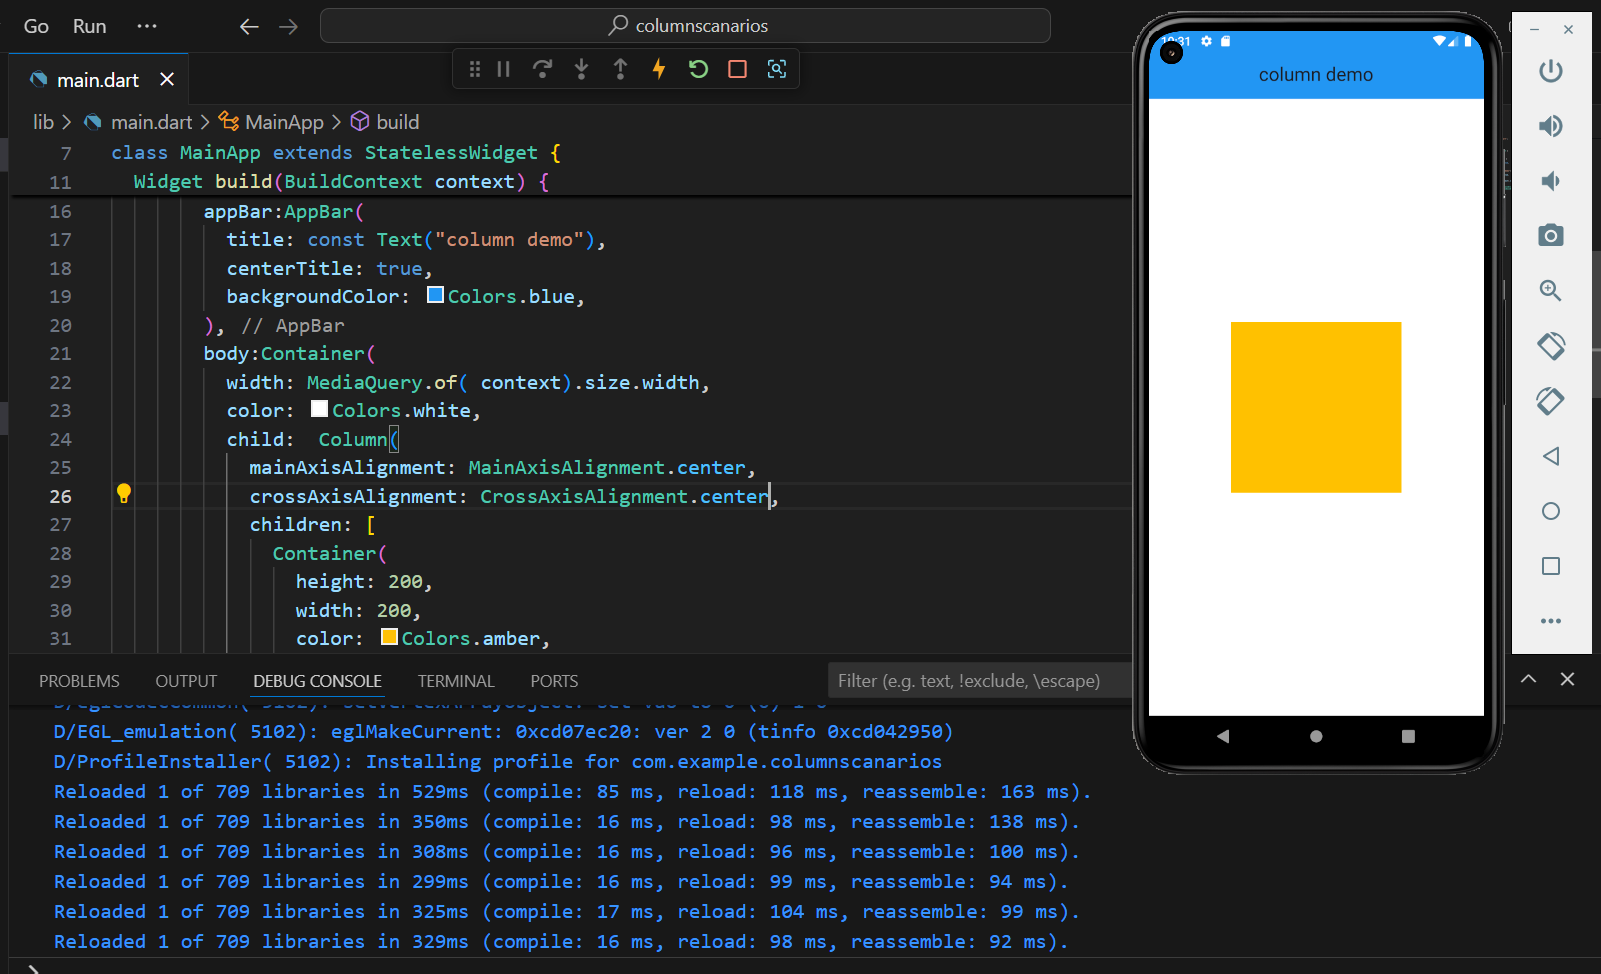 Go Run ··· columnscanarios
main.dart
lib > main.dart > MainApp > build
7 class MainApp extends StatelessWidget {
11 Widget build(BuildContext context) {
16 appBar:AppBar(
17 title: const Text("column demo"),
18 centerTitle: true,
19 backgroundColor: Colors.blue,
20 ), // AppBar
21 body:Container(
22 width: MediaQuery.of( context).size.width,
23 color: Colors.white,
24 child:  Column(
25 mainAxisAlignment: MainAxisAlignment.center,
26 crossAxisAlignment: CrossAxisAlignment.center,
27 children: [
28 Container(
29 height: 200,
30 width: 200,
31 color: Colors.amber,
PROBLEMS OUTPUT DEBUG CONSOLE TERMINAL PORTS Filter (e.g. text, !exclude, \escape)
D/EGL_emulation( 5102): eglMakeCurrent: 0xcd07ec20: ver 2 0 (tinfo 0xcd042950)
D/ProfileInstaller( 5102): Installing profile for com.example.columnscanarios
Reloaded 1 of 709 libraries in 529ms (compile: 85 ms, reload: 118 ms, reassemble: 163 ms).
Reloaded 1 of 709 libraries in 350ms (compile: 16 ms, reload: 98 ms, reassemble: 138 ms).
Reloaded 1 of 709 libraries in 308ms (compile: 16 ms, reload: 96 ms, reassemble: 100 ms).
Reloaded 1 of 709 libraries in 299ms (compile: 16 ms, reload: 99 ms, reassemble: 94 ms).
Reloaded 1 of 709 libraries in 325ms (compile: 17 ms, reload: 104 ms, reassemble: 99 ms).
Reloaded 1 of 709 libraries in 329ms (compile: 16 ms, reload: 98 ms, reassemble: 92 ms).
column demo